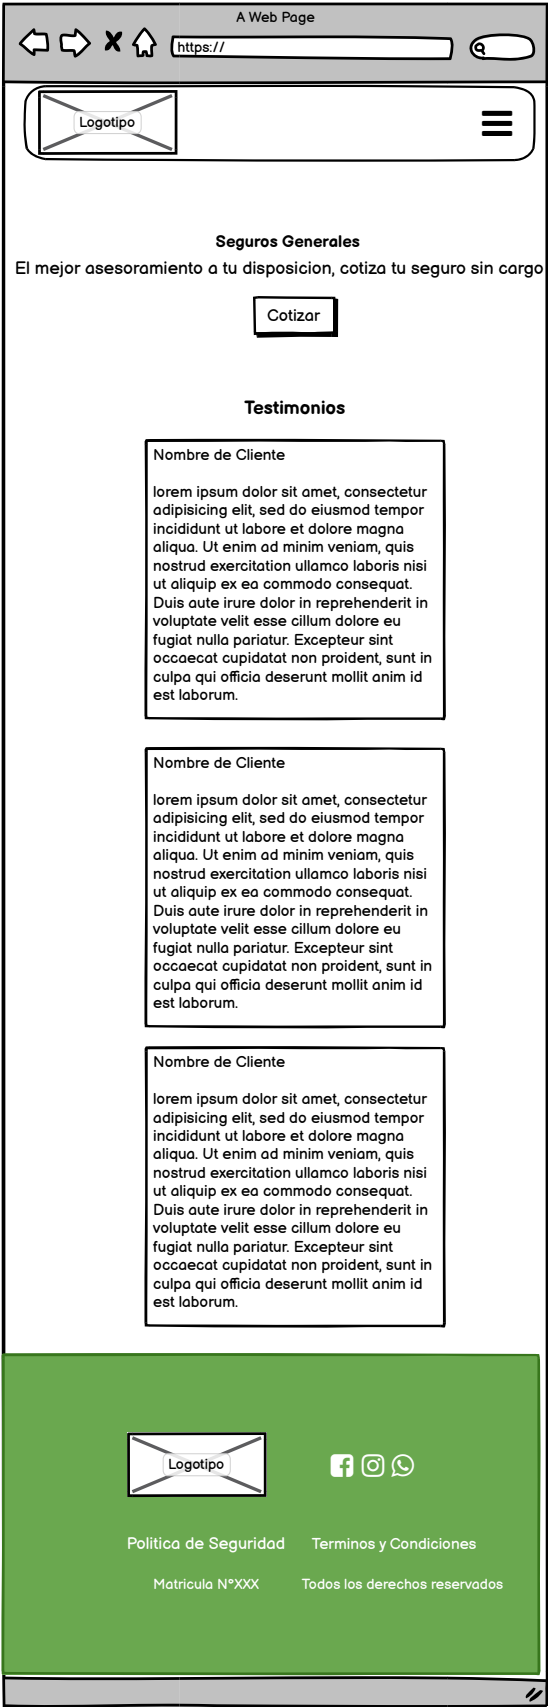 A Web Page
https://
Logotipo
Seguros Generales
El mejor asesoramiento a tu disposicion, cotiza tu seguro sin cargo
Cotizar
Testimonios
Nombre de Cliente
lorem ipsum dolor sit amet, consectetur
adipisicing elit, sed do eiusmod tempor
incididunt ut labore et dolore magna
aliqua. Ut enim ad minim veniam, quis
nostrud exercitation ullamco laboris nisi
ut aliquip ex ea commodo consequat.
Duis aute irure dolor in reprehenderit in
voluptate velit esse cillum dolore eu
fugiat nulla pariatur. Excepteur sint
occaecat cupidatat non proident, sunt in
culpa qui officia deserunt mollit anim id
est laborum.
Nombre de Cliente
lorem ipsum dolor sit amet, consectetur
adipisicing elit, sed do eiusmod tempor
incididunt ut labore et dolore magna
aliqua. Ut enim ad minim veniam, quis
nostrud exercitation ullamco laboris nisi
ut aliquip ex ea commodo consequat.
Duis aute irure dolor in reprehenderit in
voluptate velit esse cillum dolore eu
fugiat nulla pariatur. Excepteur sint
occaecat cupidatat non proident, sunt in
culpa qui officia deserunt mollit anim id
est laborum.
Nombre de Cliente
lorem ipsum dolor sit amet, consectetur
adipisicing elit, sed do eiusmod tempor
incididunt ut labore et dolore magna
aliqua. Ut enim ad minim veniam, quis
nostrud exercitation ullamco laboris nisi
ut aliquip ex ea commodo consequat.
Duis aute irure dolor in reprehenderit in
voluptate velit esse cillum dolore eu
fugiat nulla pariatur. Excepteur sint
occaecat cupidatat non proident, sunt in
culpa qui officia deserunt mollit anim id
est laborum.
Logotipo
Politica de Seguridad
Terminos y Condiciones
Matricula N°XXX
Todos los derechos reservados